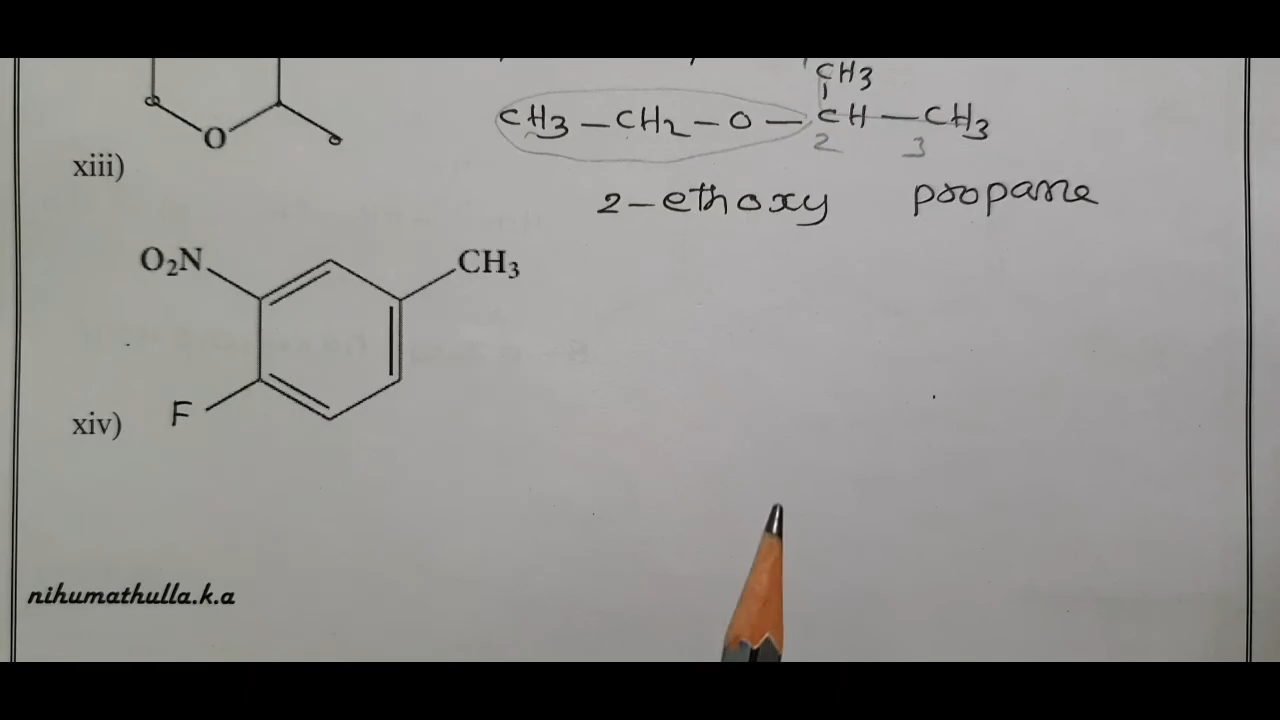 CH3
CH3 – CH2 – O – CH – CH3
O
2 3
xiii)
2-ethoxy propane
O2N CH3
F
xiv)
nihumathulla.k.a